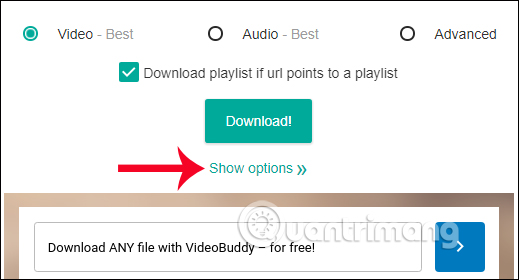 Video - Best Audio - Best Advanced
Download playlist if url points to a playlist
Download!
Show options »
Quantrimang
Download ANY file with VideoBuddy – for free!